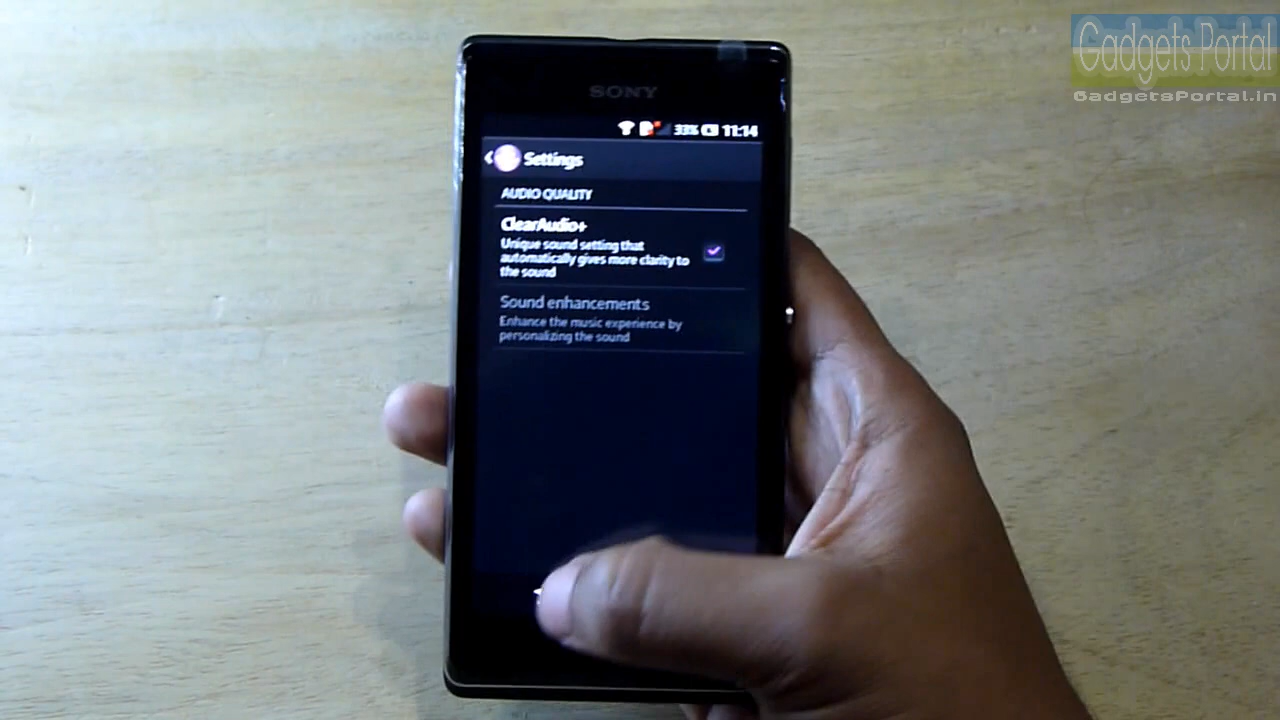 Gadgets Portal
GadgetsPortal.in
SONY
33% 11:14
Settings
AUDIO QUALITY
ClearAudio+
Unique sound setting that
automatically gives more clarity to
the sound
Sound enhancements
Enhance the music experience by
personalizing the sound